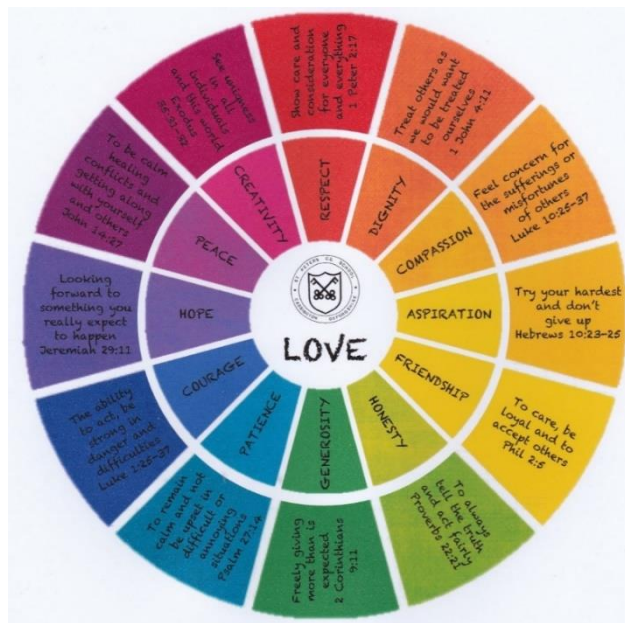 LOVE
RESPECT
Show care and
consideration
for everyone
and everything
1 Peter 2:17
DIGNITY
Treat others as
we would want
to be treated
ourselves
1 John 4:11
COMPASSION
Feel concern for
the sufferings or
misfortunes
of others
Luke 10:25-37
ASPIRATION
Try your hardest
and don't
give up
Hebrews 10:23-25
FRIENDSHIP
To care, be
loyal and to
accept others
Phil 2:5
HONESTY
To always
tell the truth
and act fairly
Proverbs 22:21
GENEROSITY
Freely giving
more than is
expected
2 Corinthians
9:11
PATIENCE
To remain
calm and not
be upset in
difficult or
annoying
situations
Psalm 27:14
COURAGE
The ability
to act, be
strong in
danger and
difficulties
Luke 1:26-37
HOPE
Looking
forward to
something you
really expect
to happen
Jeremiah 29:11
PEACE
To be calm
healing
conflicts and
getting along
with yourself
and others
John 14:27
CREATIVITY
See uniqness
in all
individuals
and this world
Exodus
35:31-32